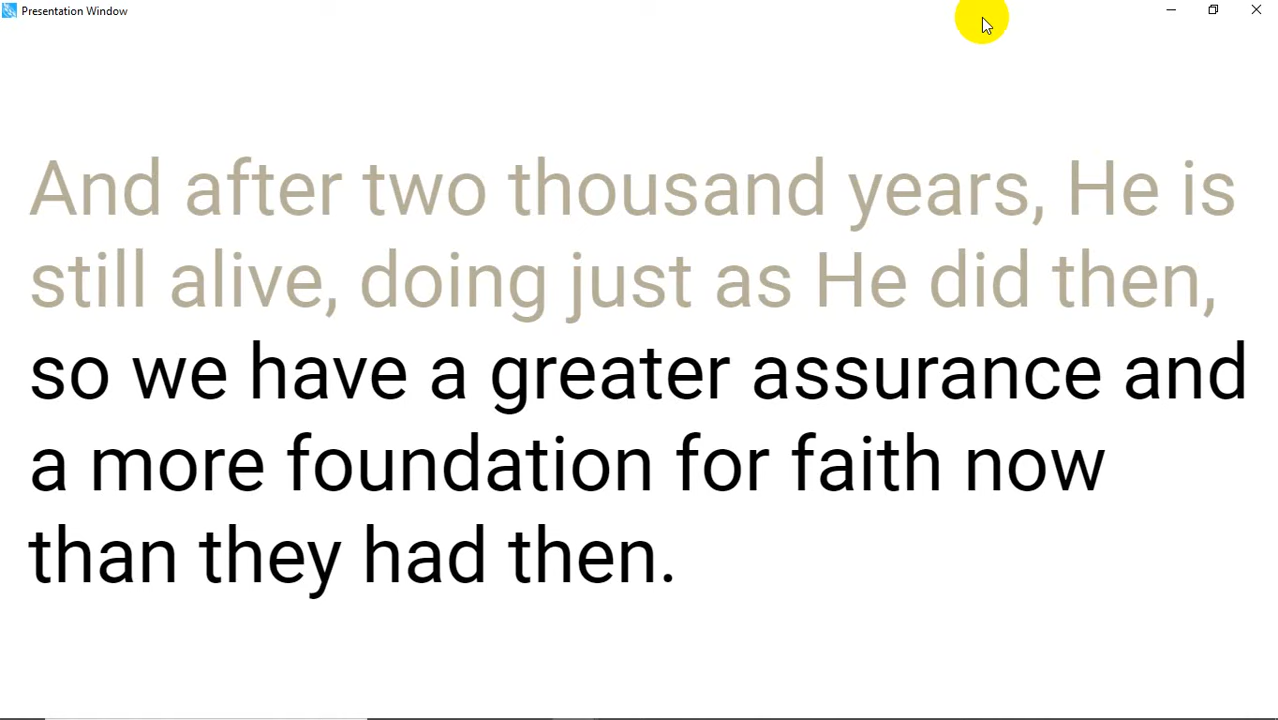 Presentation Window
And after two thousand years, He is
still alive, doing just as He did then,
so we have a greater assurance and
a more foundation for faith now
than they had then.